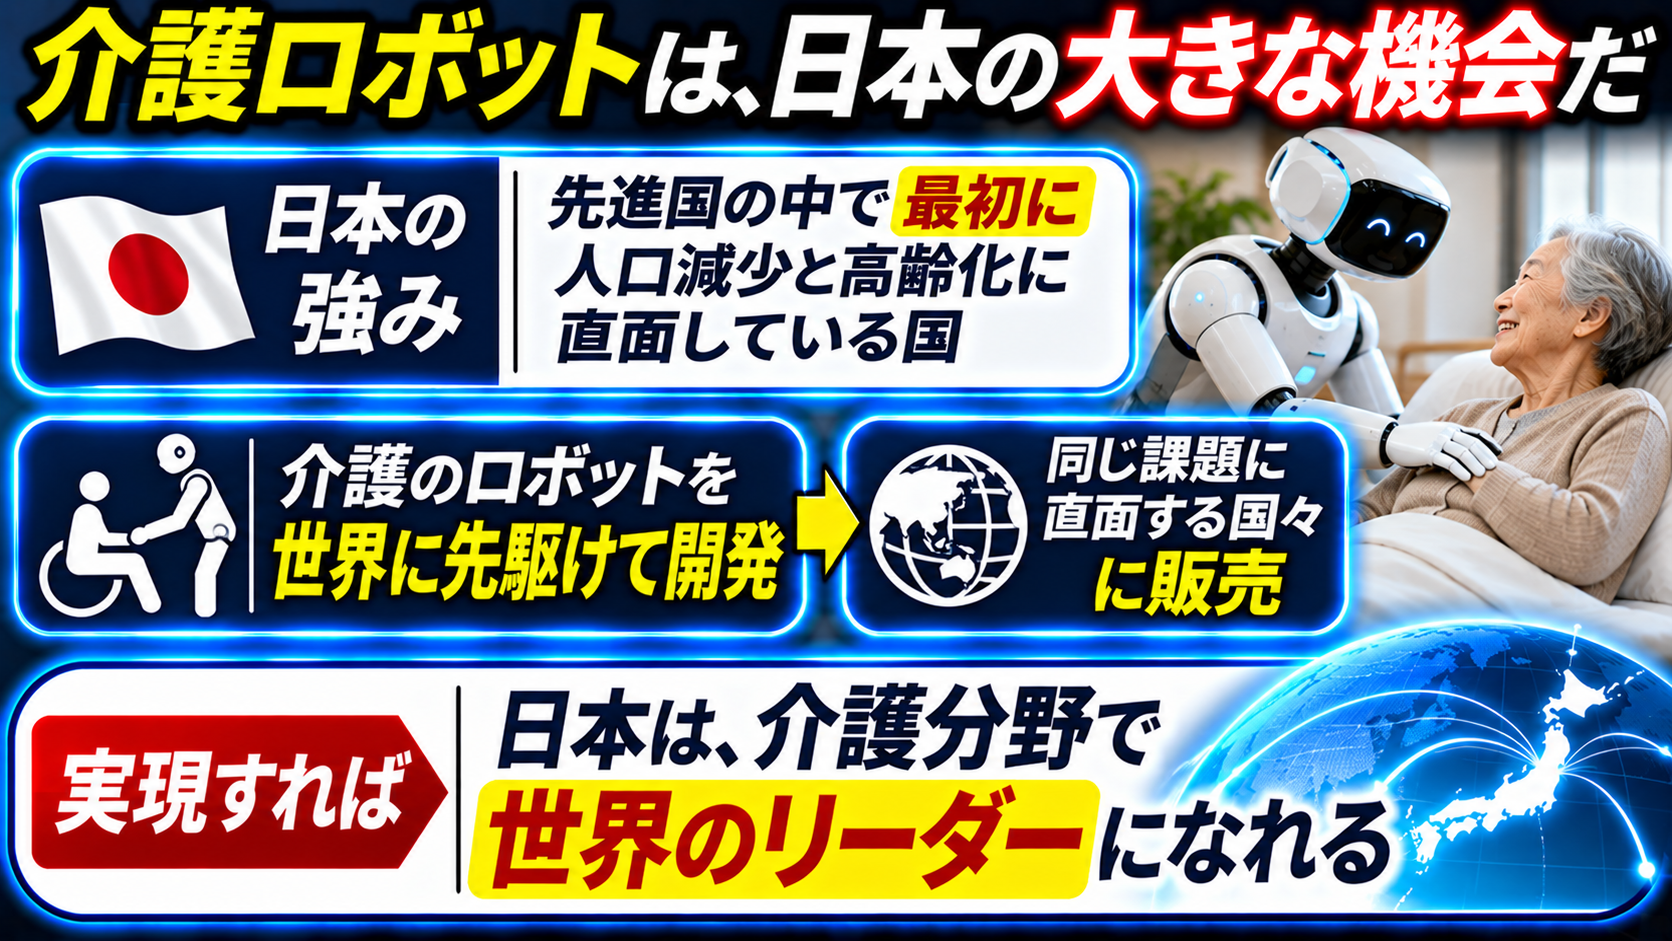 介護ロボットは、日本の大きな機会だ
日本の
強み
先進国の中で最初に
人口減少と高齢化に
直面している国
介護のロボットを
世界に先駆けて開発
同じ課題に
直面する国々
に販売
実現すれば
日本は、介護分野で
世界のリーダーになれる